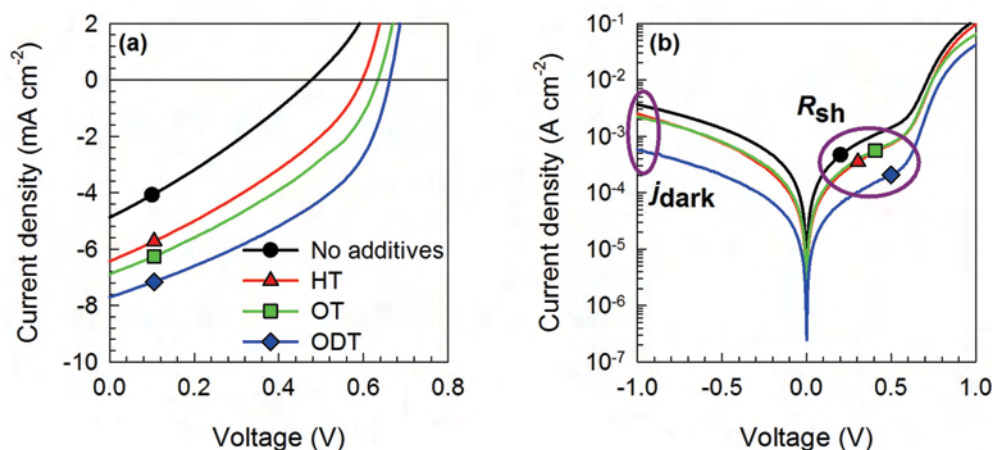 (a)
Current density (mA cm-2)
2
0
-2
-4
-6
-8
-10
0.0 0.2 0.4 0.6 0.8
Voltage (V)
No additives
HT
OT
ODT
(b)
Current density (A cm-2)
10-1
10-2
10-3
10-4
10-5
10-6
10-7
-1.0 -0.5 0.0 0.5 1.0
Voltage (V)
Rsh
jdark